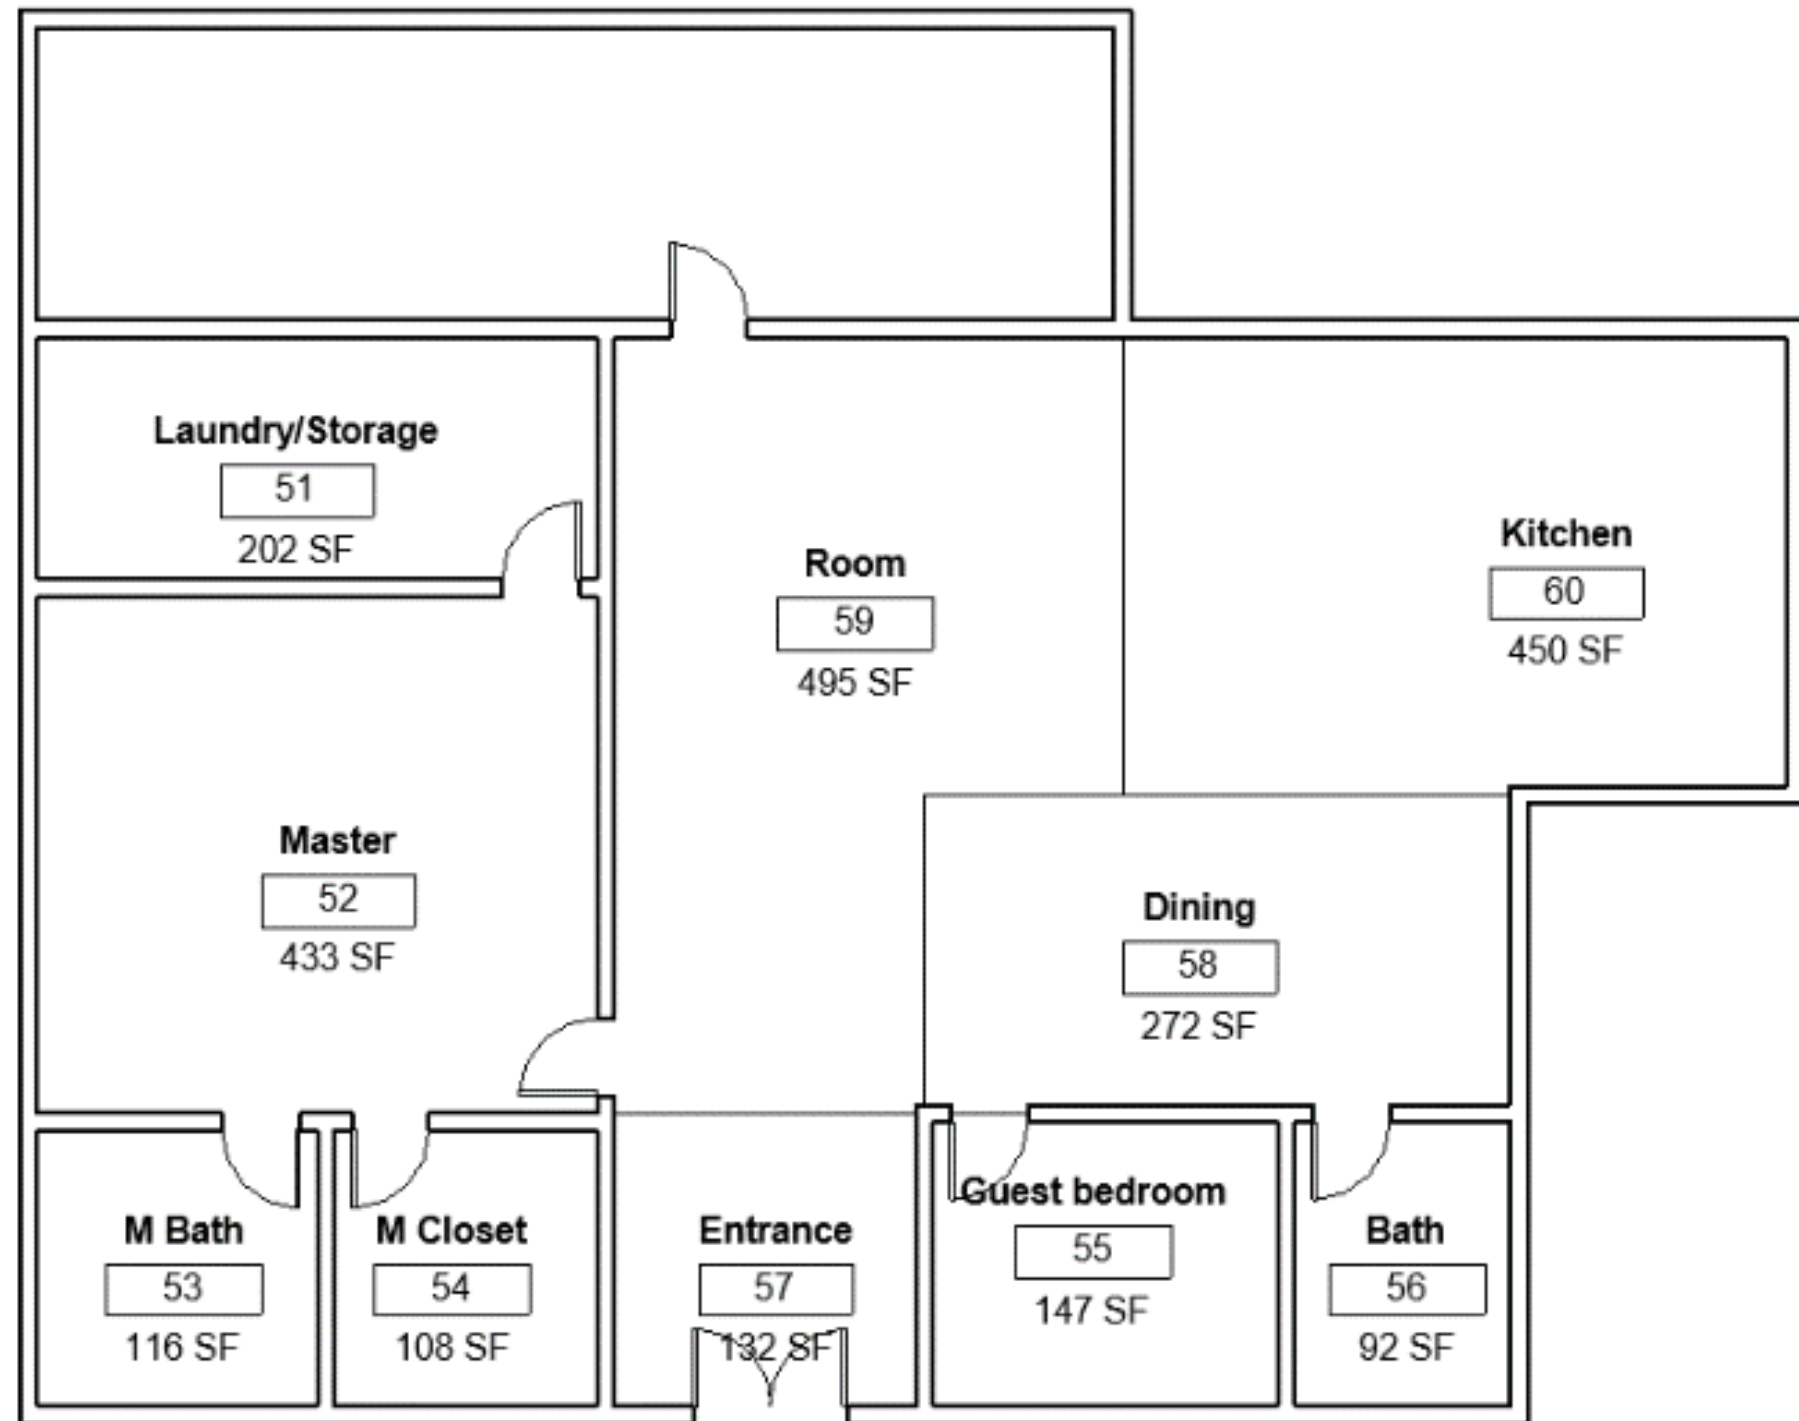 Laundry/Storage
51
202 SF
Room
59
495 SF
Kitchen
60
450 SF
Master
52
433 SF
Dining
58
272 SF
M Bath
53
116 SF
M Closet
54
108 SF
Entrance
57
132 SF
Guest bedroom
55
147 SF
Bath
56
92 SF